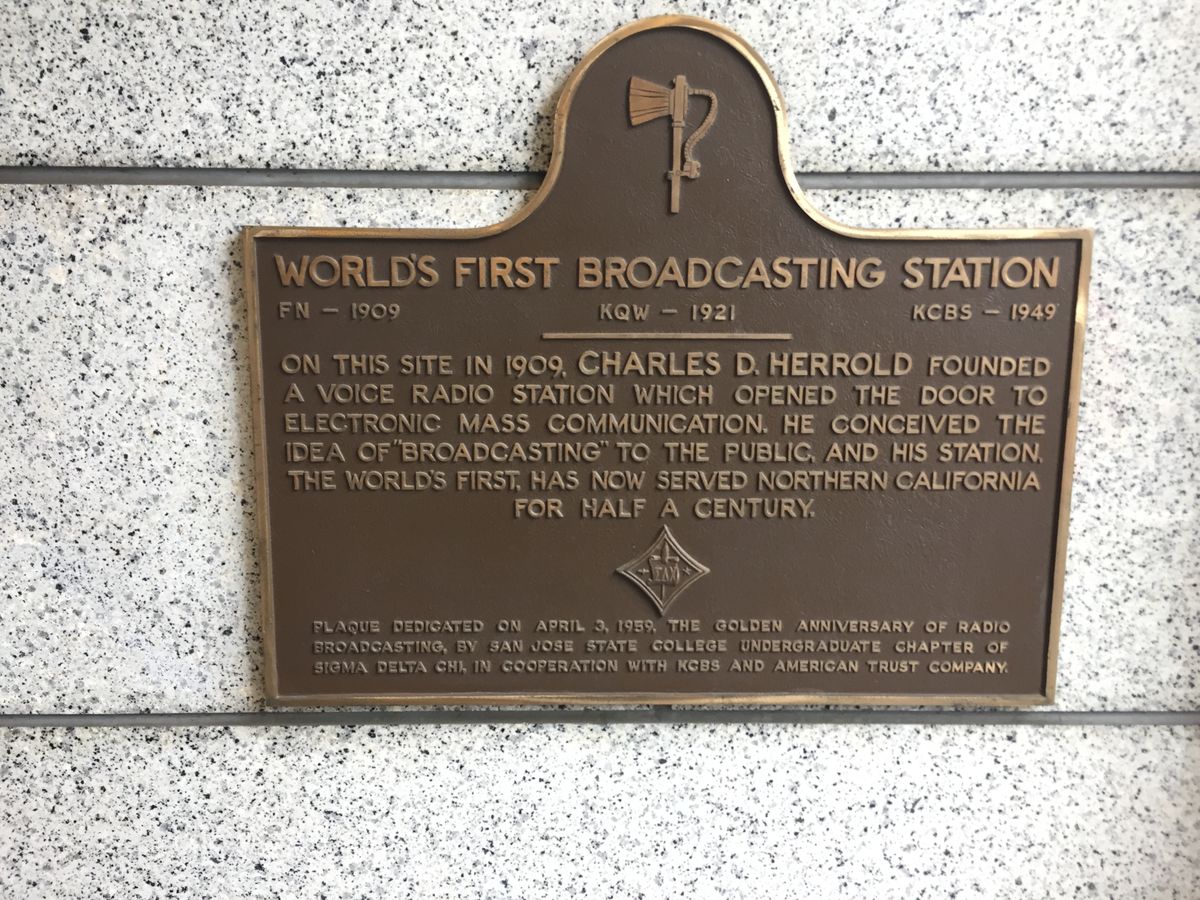 WORLD'S FIRST BROADCASTING STATION
FN – 1909 KQW – 1921 KCBS – 1949
ON THIS SITE IN 1909, CHARLES D. HERROLD FOUNDED
A VOICE RADIO STATION WHICH OPENED THE DOOR TO
ELECTRONIC MASS COMMUNICATION. HE CONCEIVED THE
IDEA OF "BROADCASTING" TO THE PUBLIC, AND HIS STATION,
THE WORLD'S FIRST, HAS NOW SERVED NORTHERN CALIFORNIA
FOR HALF A CENTURY.
PLAQUE DEDICATED ON APRIL 3, 1959, THE GOLDEN ANNIVERSARY OF RADIO
BROADCASTING, BY SAN JOSE STATE COLLEGE UNDERGRADUATE CHAPTER OF
SIGMA DELTA CHI, IN COOPERATION WITH KCBS AND AMERICAN TRUST COMPANY.